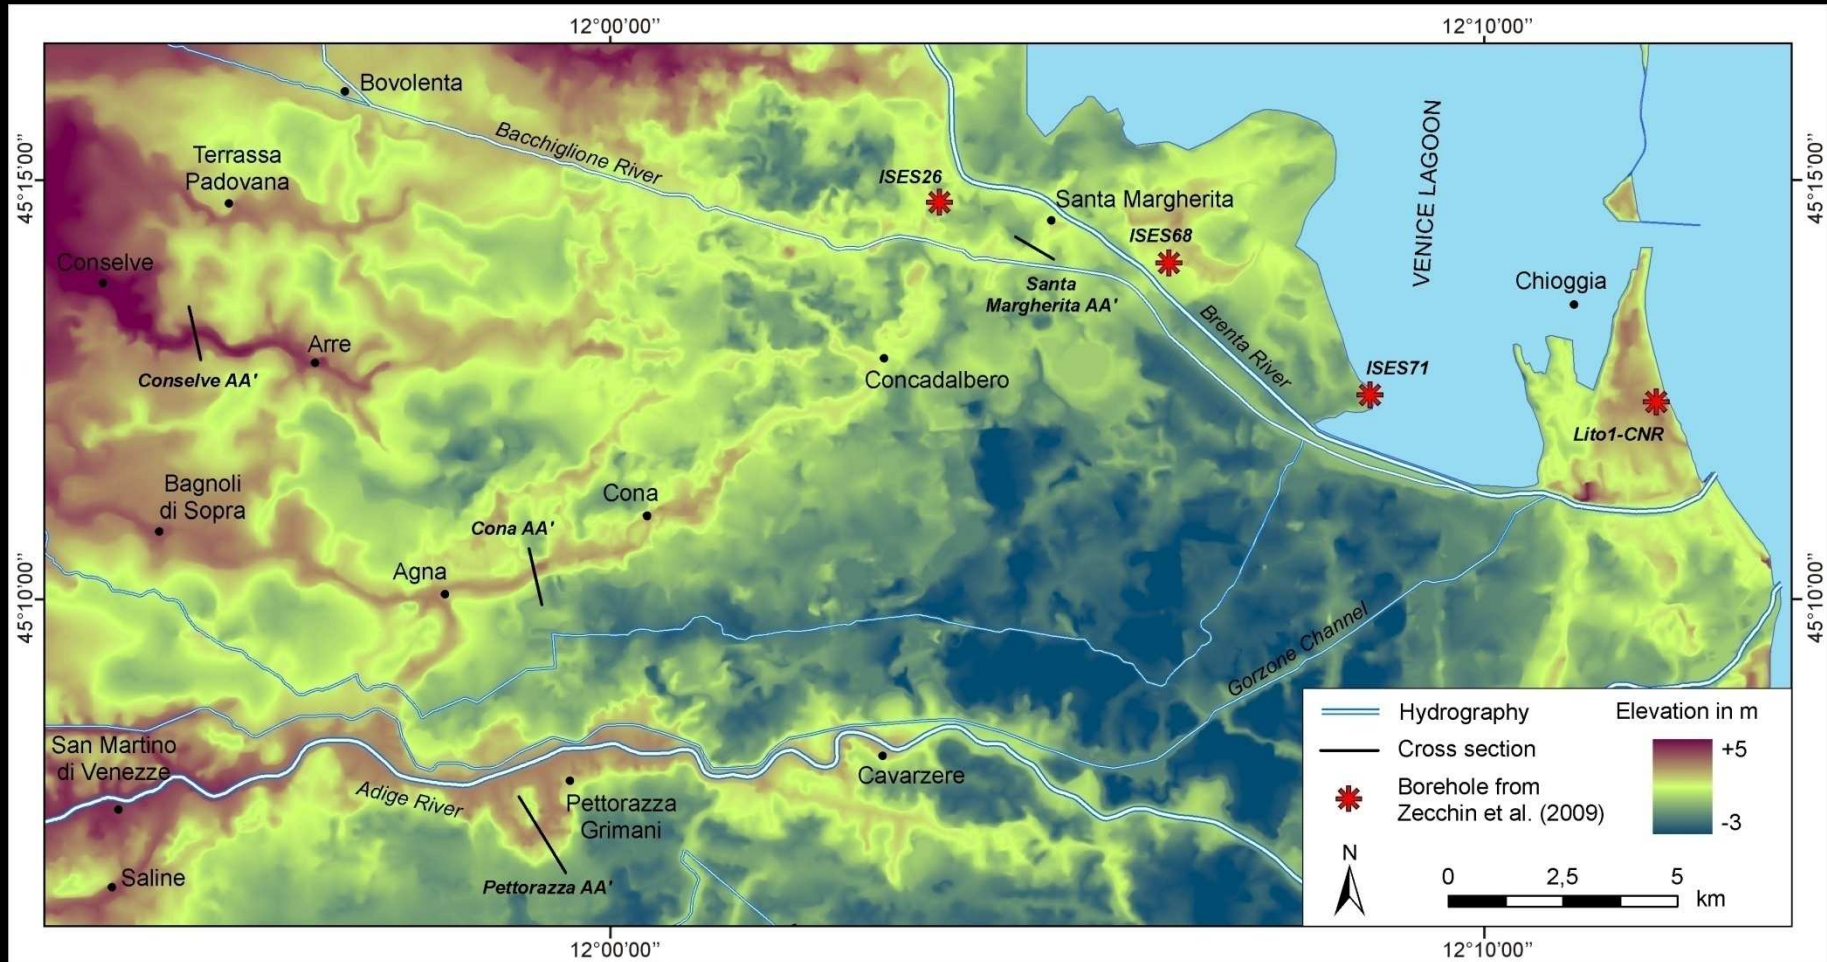 12°00'00”
12°10'00”
45°15'00”
45°15'00”
45°10'00”
45°10'00”
12°00'00”
12°10'00”
Bovolenta
Bacchiglione River
Terrassa
Padovana
ISES26
Santa Margherita
ISES68
VENICE LAGOON
Conselve
Santa
Margherita AA'
Chioggia
Arre
Conselve AA'
Concadalbero
Brenta River
ISES71
Lito1-CNR
Bagnoli
di Sopra
Cona
Cona AA'
Agna
Gorzone Channel
San Martino
di Venezze
Adige River
Pettorazza
Grimani
Cavarzere
Saline
Pettorazza AA'
Hydrography
Cross section
Borehole from
Zecchin et al. (2009)
Elevation in m
+5
-3
N
0 2,5 5
km